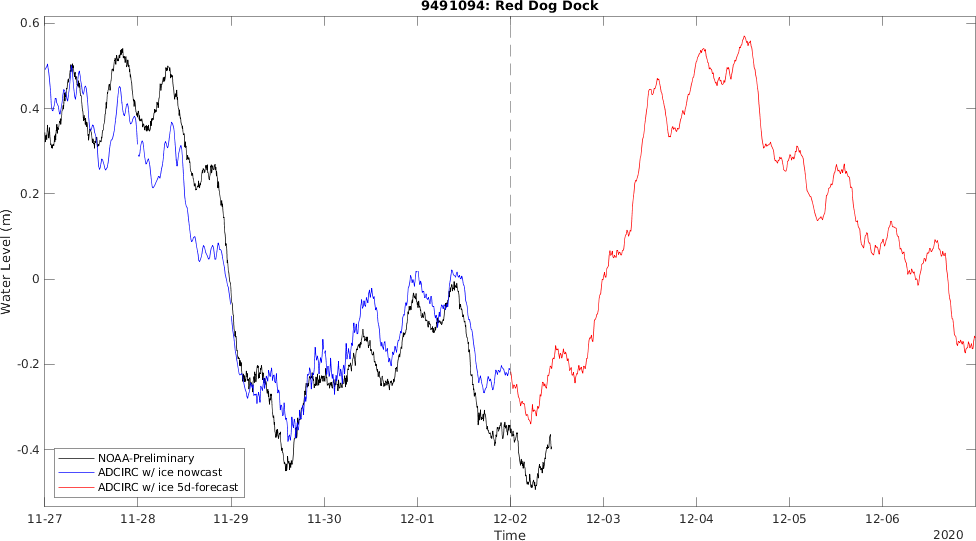 9491094: Red Dog Dock
0.6
0.4
0.2
0
-0.2
-0.4
Water Level (m)
NOAA-Preliminary
ADCIRC w/ ice nowcast
ADCIRC w/ ice 5d-forecast
11-27 11-28 11-29 11-30 12-01 12-02 12-03 12-04 12-05 12-06
Time
2020